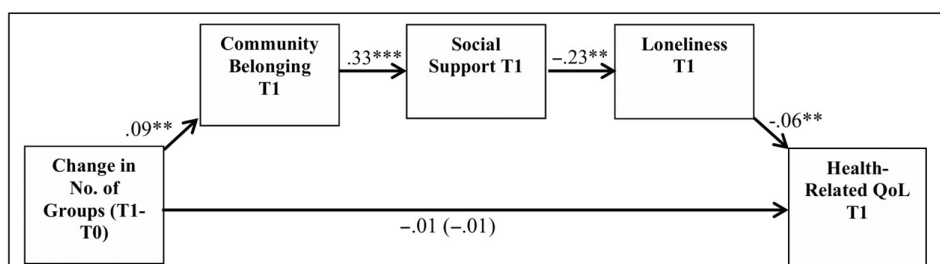 Community
Belonging
T1
.33***
Social
Support T1
−.23**
Loneliness
T1
.09**
-.06**
Change in
No. of
Groups (T1-
T0)
−.01 (−.01)
Health-
Related QoL
T1